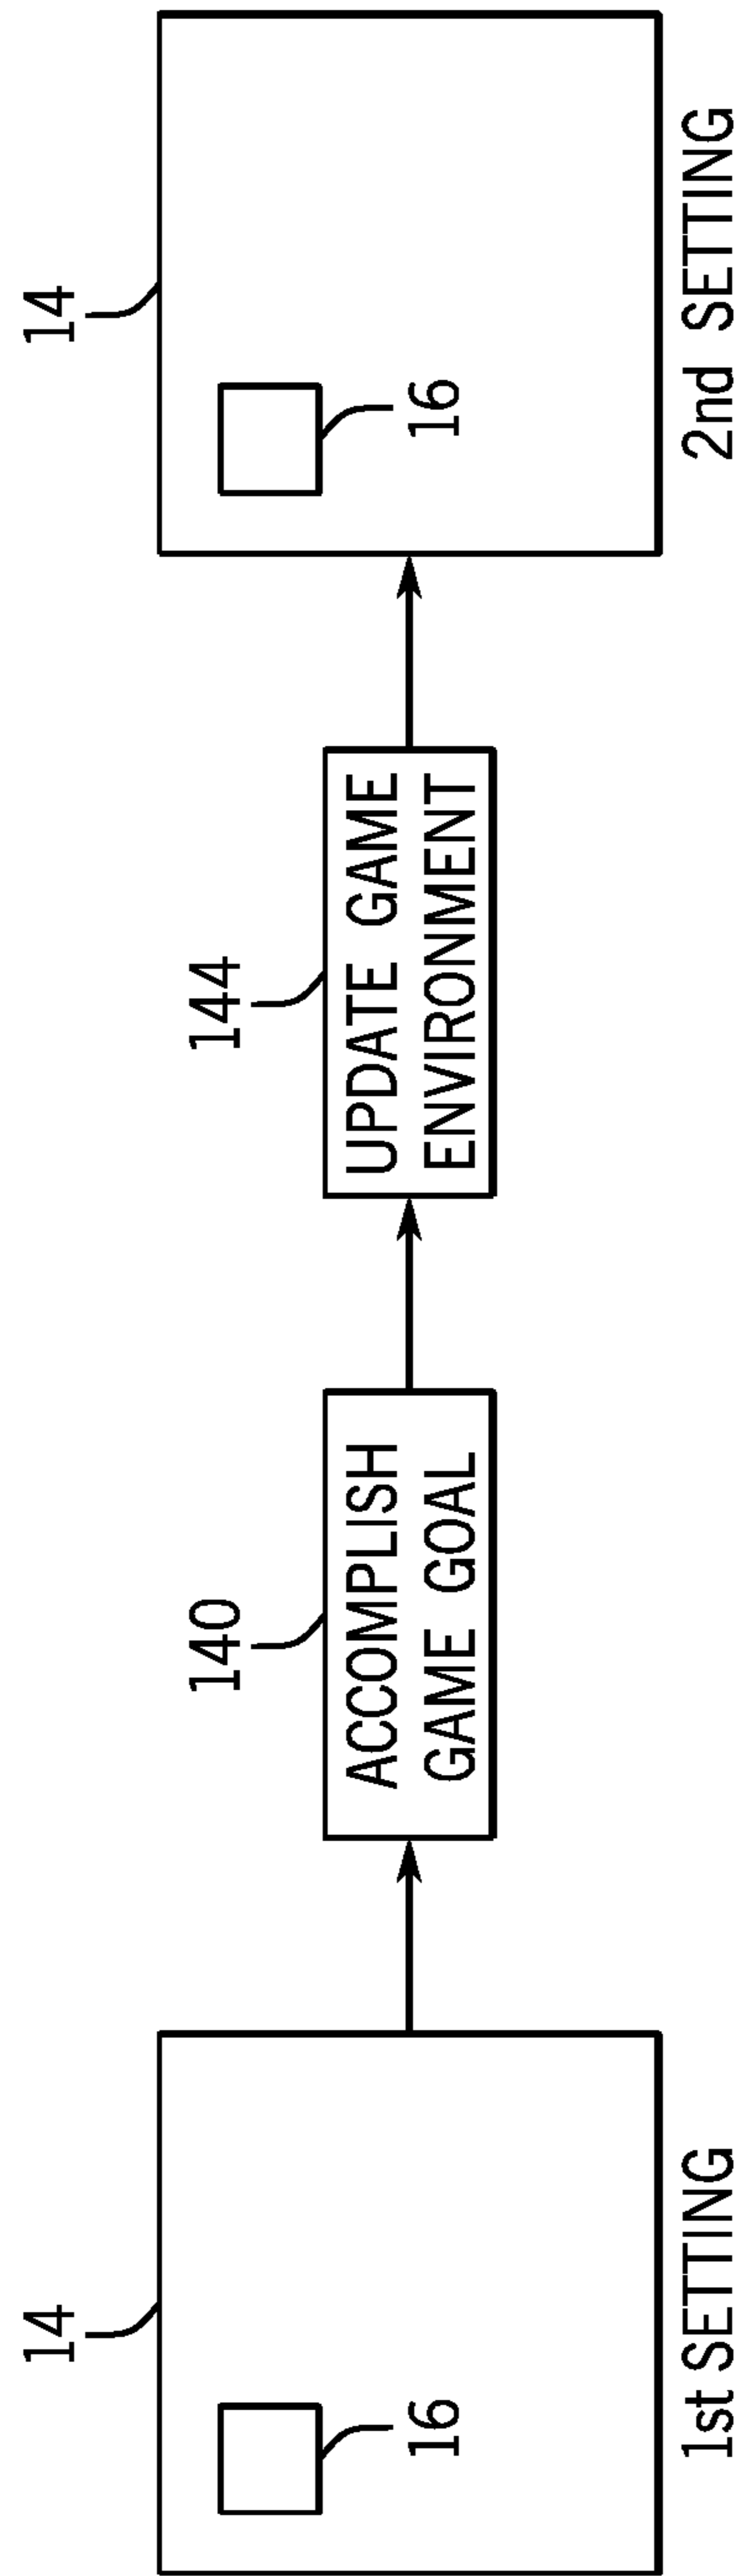 14
16
1st SETTING
140
ACCOMPLISH
GAME GOAL
144
UPDATE GAME
ENVIRONMENT
14
16
2nd SETTING